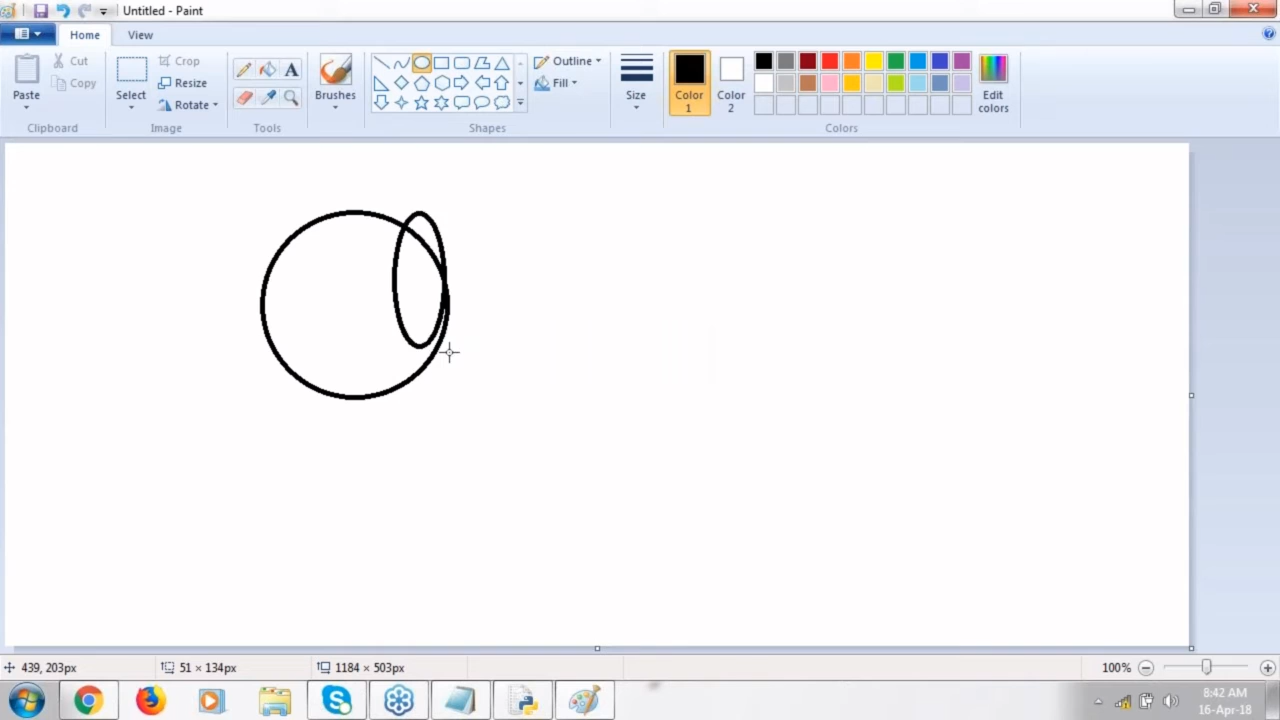 Untitled - Paint
Home View
Paste
Cut
Copy
Clipboard
Select
Crop
Resize
Rotate
Image
A
Tools
Brushes
Outline
Fill
Shapes
Size
Color 1
Color 2
Edit colors
Colors
439, 203px 51 × 134px 1184 × 503px 100%
8:42 AM
16-Apr-18